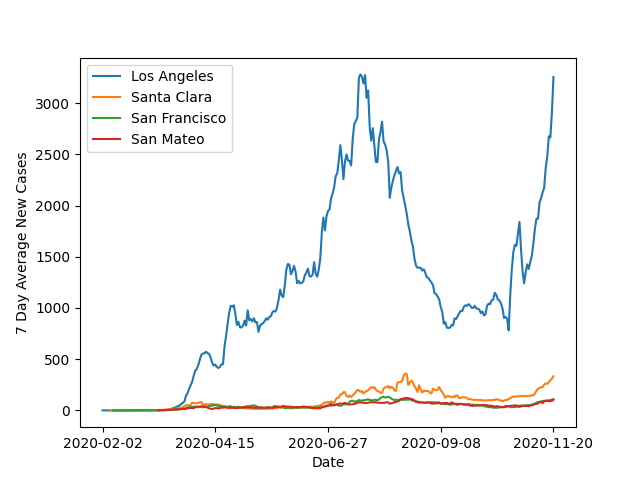 Los Angeles
Santa Clara
San Francisco
San Mateo
7 Day Average New Cases
3000
2500
2000
1500
1000
500
0
2020-02-02 2020-04-15 2020-06-27 2020-09-08 2020-11-20
Date